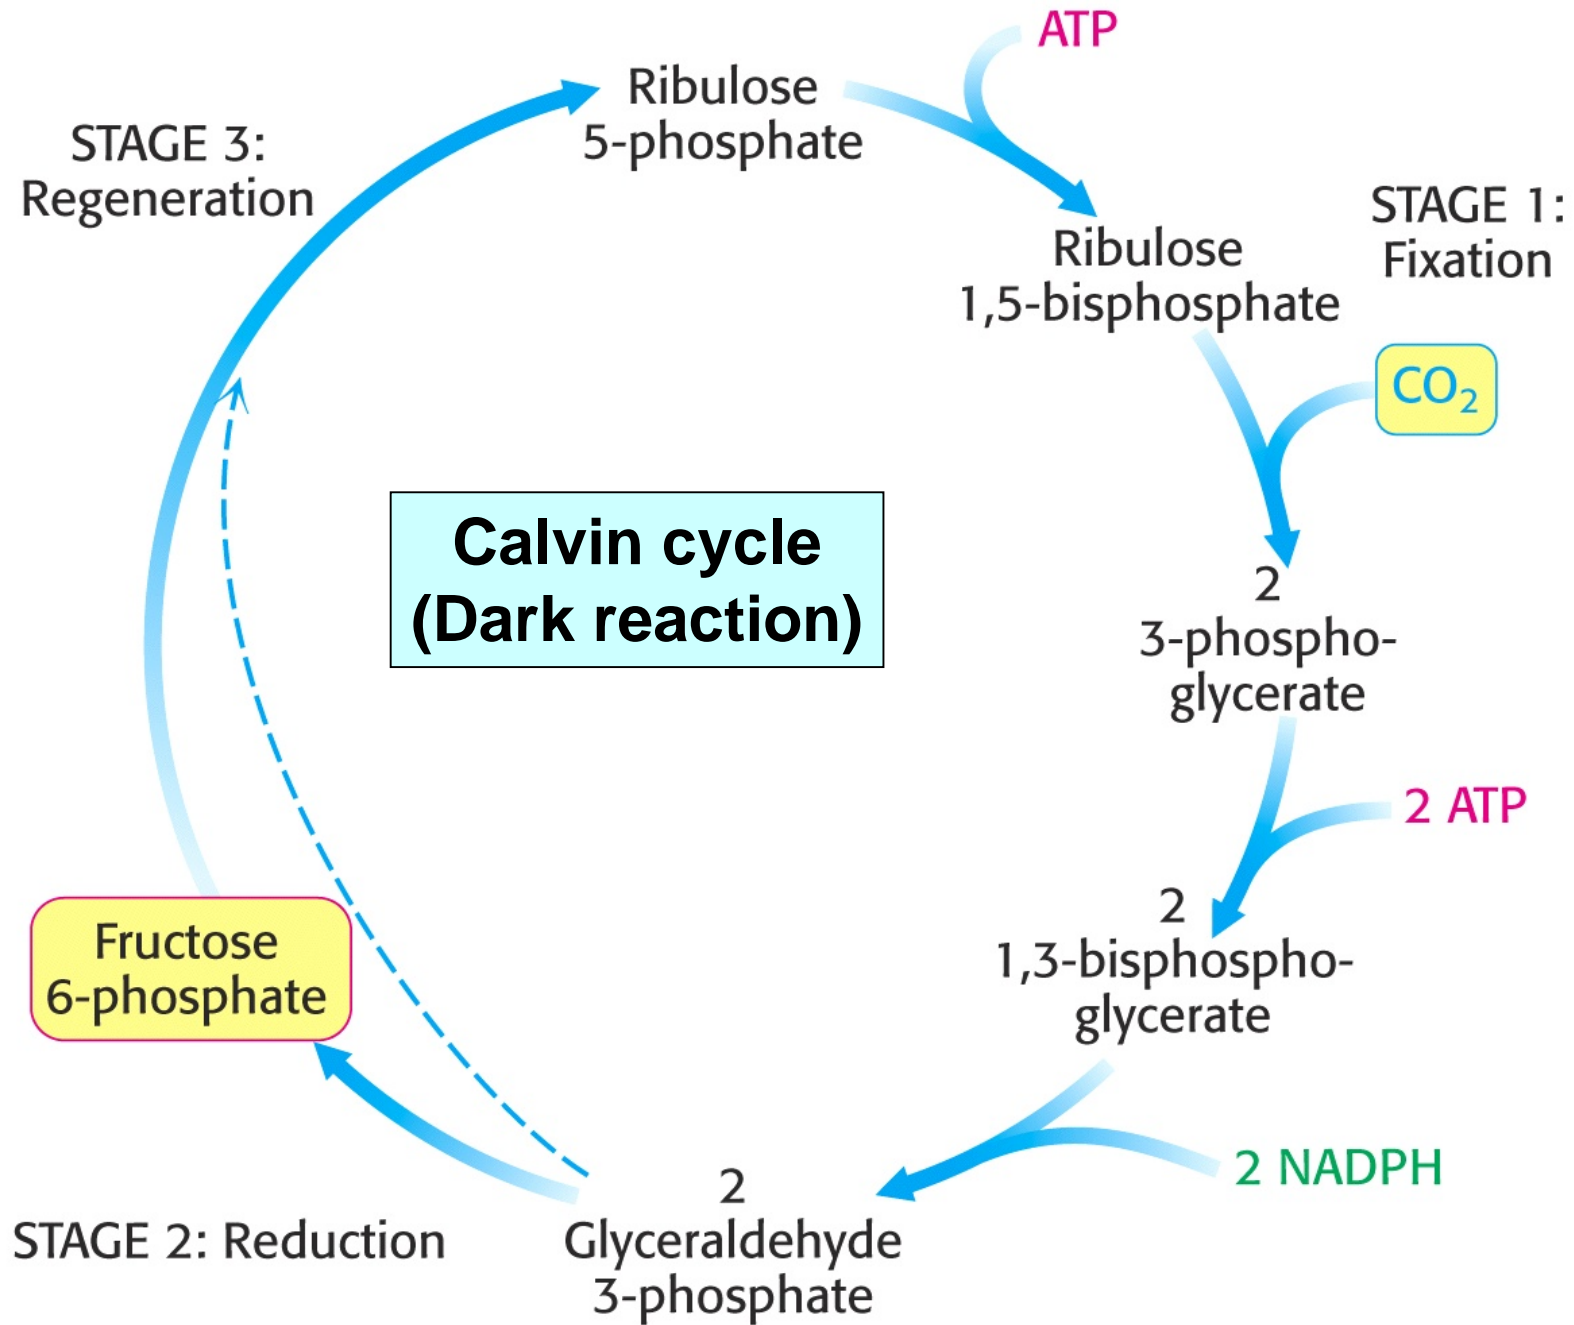 ATP
Ribulose
5-phosphate
STAGE 3:
Regeneration
STAGE 1:
Fixation
Ribulose
1,5-bisphosphate
CO₂
Calvin cycle
(Dark reaction)
2
3-phospho-
glycerate
2 ATP
2
1,3-bisphospho-
glycerate
Fructose
6-phosphate
2 NADPH
2
Glyceraldehyde
3-phosphate
STAGE 2: Reduction